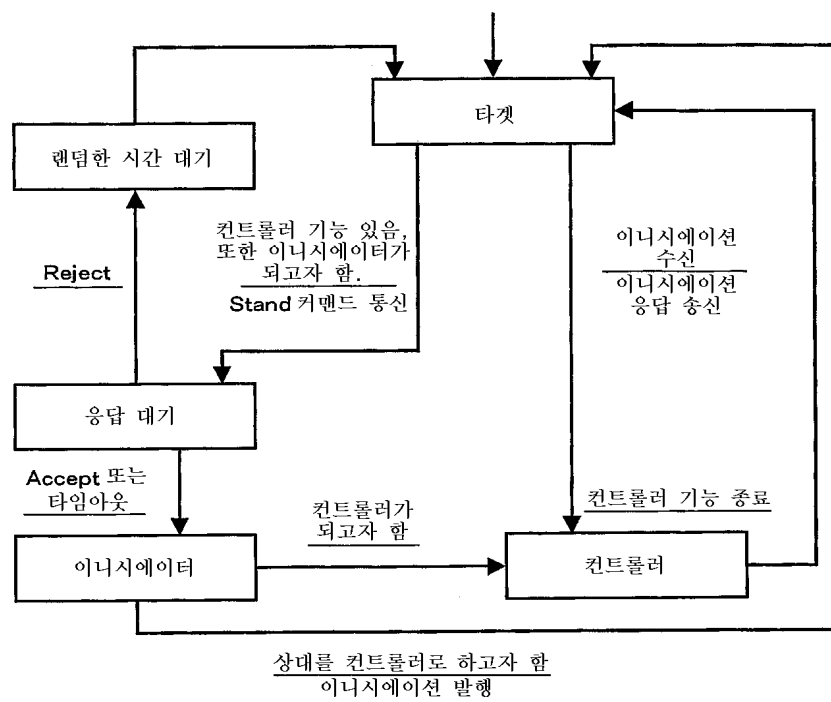 타겟
랜덤한 시간 대기
컨트롤러 기능 있음,
또한 이니시에이터가
되고자 함.
Stand 커맨드 통신
이니시에이션
수신
이니시에이션
응답 송신
Reject
응답 대기
Accept 또는
타임아웃
컨트롤러가
되고자 함
컨트롤러 기능 종료
이니시에이터
컨트롤러
상대를 컨트롤러로 하고자 함
이니시에이션 발행